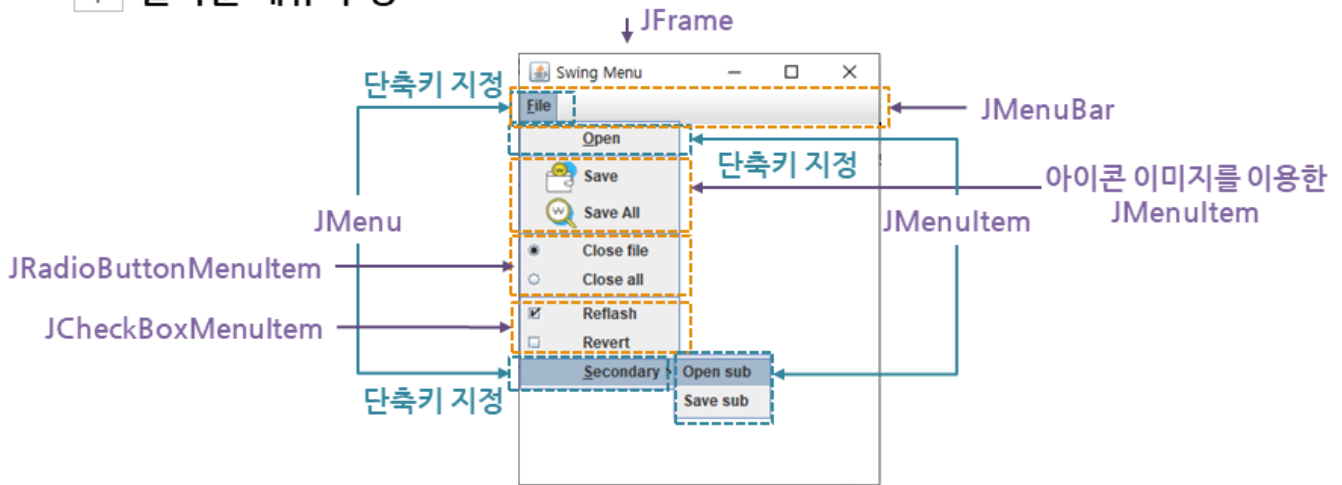 JFrame
Swing Menu
단축키 지정
File
JMenuBar
Open
단축키 지정
Save
아이콘 이미지를 이용한
JMenuItem
Save All
JMenu
JMenuItem
Close file
JRadioButtonMenuItem
Close all
Reflash
JCheckBoxMenuItem
Revert
Secondary
Open sub
단축키 지정
Save sub